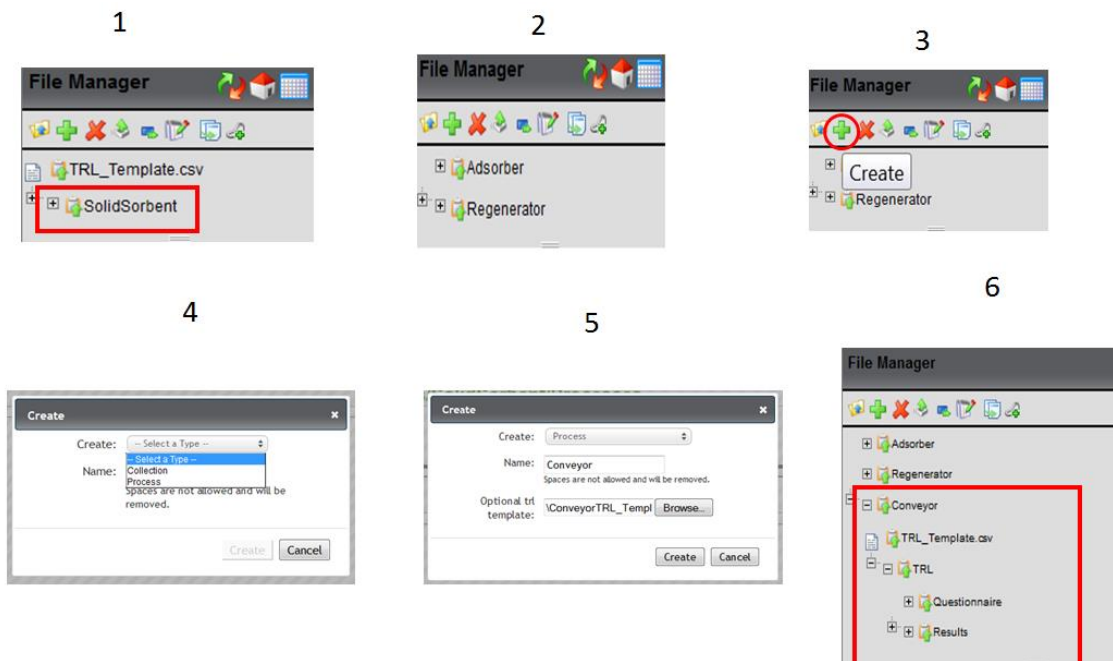 1
File Manager
TRL_Template.csv
SolidSorbent
2
File Manager
Adsorber
Regenerator
3
File Manager
Create
Regenerator
4
Create
Create: -- Select a Type --
-- Select a Type --
Collection
Process
Name:
Spaces are not allowed and will be
removed.
Create Cancel
5
Create
Create: Process
Name: Conveyor
Spaces are not allowed and will be removed.
Optional trl
template: \ConveyorTRL_Templ Browse...
Create Cancel
6
File Manager
Adsorber
Regenerator
Conveyor
TRL_Template.csv
TRL
Questionnaire
Results